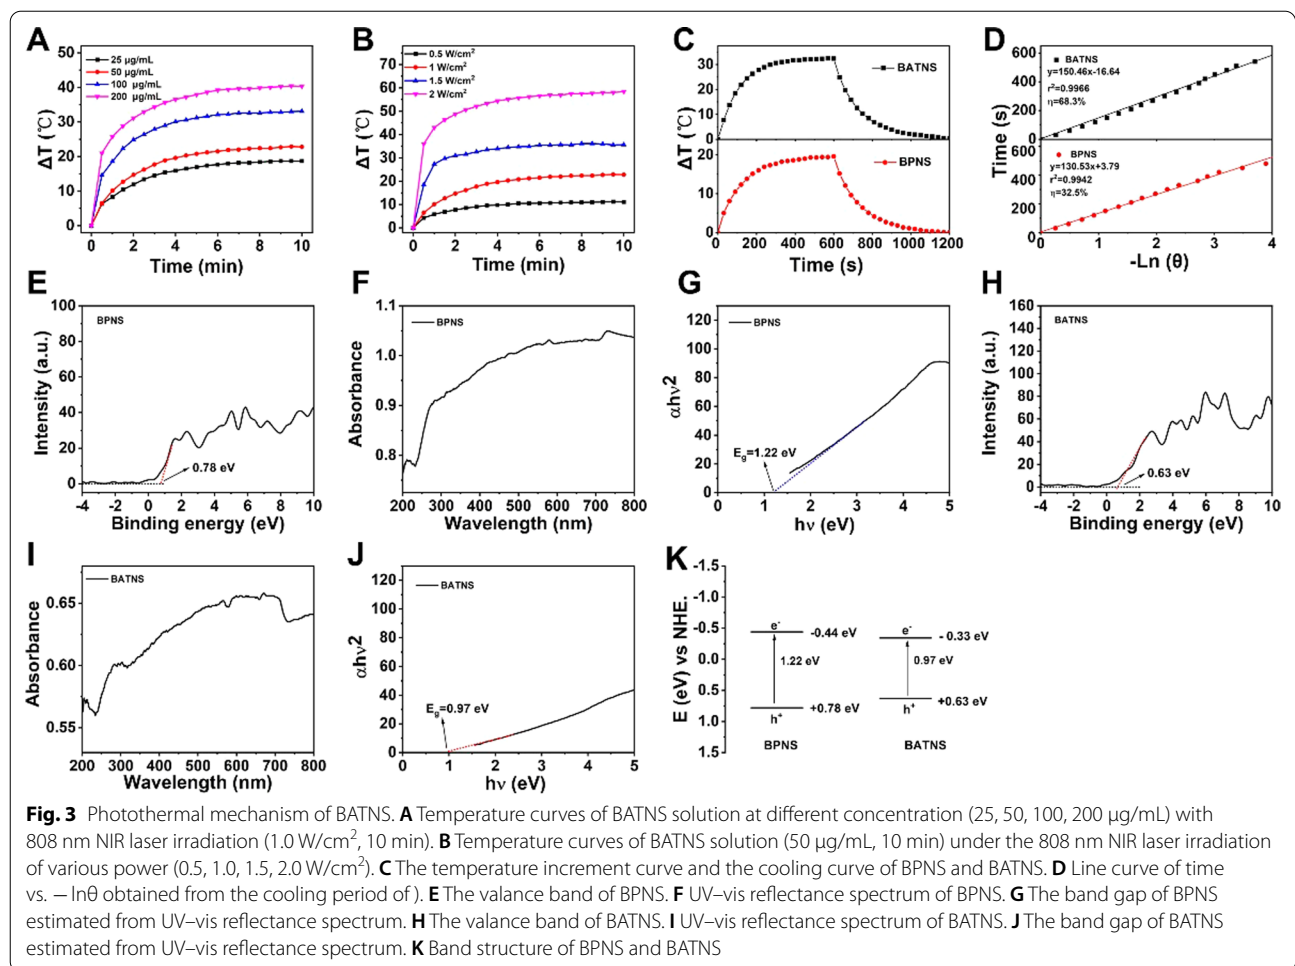 A
50
40
30
20
10
0
ΔT (℃)
25 μg/mL
50 μg/mL
100 μg/mL
200 μg/mL
0 2 4 6 8 10
Time (min)
B
60
50
40
30
20
10
0
ΔT (℃)
0.5 W/cm²
1 W/cm²
1.5 W/cm²
2 W/cm²
0 2 4 6 8 10
Time (min)
C
30
20
10
0
BATNS
20
10
0
BPNS
ΔT (℃)
0 200 400 600 800 1000 1200
Time (s)
D
600
400
200
0
BATNS
y=150.46x-16.64
r²=0.9966
η=68.3%
600
400
200
0
BPNS
y=130.53x+3.79
r²=0.9942
η=32.5%
Time (s)
0 1 2 3 4
-Ln (θ)
E
100
80
60
40
20
0
Intensity (a.u.)
BPNS
0.78 eV
-4 -2 0 2 4 6 8 10
Binding energy (eV)
F
1.1
1.0
0.9
0.8
Absorbance
BPNS
200 300 400 500 600 700 800
Wavelength (nm)
G
120
100
80
60
40
20
0
αhν2
BPNS
Eg=1.22 eV
0 1 2 3 4 5
hν (eV)
H
160
140
120
100
80
60
40
20
0
Intensity (a.u.)
BATNS
0.63 eV
-4 -2 0 2 4 6 8 10
Binding energy (eV)
I
0.65
0.60
0.55
Absorbance
BATNS
200 300 400 500 600 700 800
Wavelength (nm)
J
120
100
80
60
40
20
0
αhν2
BATNS
Eg=0.97 eV
0 1 2 3 4 5
hν (eV)
K
-1.5
-1.0
-0.5
0.0
0.5
1.0
1.5
E (eV) vs NHE.
e⁻
-0.44 eV
1.22 eV
+0.78 eV
h⁺
BPNS
e⁻
- 0.33 eV
0.97 eV
+0.63 eV
h⁺
BATNS
Fig. 3 Photothermal mechanism of BATNS. A Temperature curves of BATNS solution at different concentration (25, 50, 100, 200 μg/mL) with
808 nm NIR laser irradiation (1.0 W/cm², 10 min). B Temperature curves of BATNS solution (50 μg/mL, 10 min) under the 808 nm NIR laser irradiation
of various power (0.5, 1.0, 1.5, 2.0 W/cm²). C The temperature increment curve and the cooling curve of BPNS and BATNS. D Line curve of time
vs. −lnθ obtained from the cooling period of ). E The valance band of BPNS. F UV–vis reflectance spectrum of BPNS. G The band gap of BPNS
estimated from UV–vis reflectance spectrum. H The valance band of BATNS. I UV–vis reflectance spectrum of BATNS. J The band gap of BATNS
estimated from UV–vis reflectance spectrum. K Band structure of BPNS and BATNS